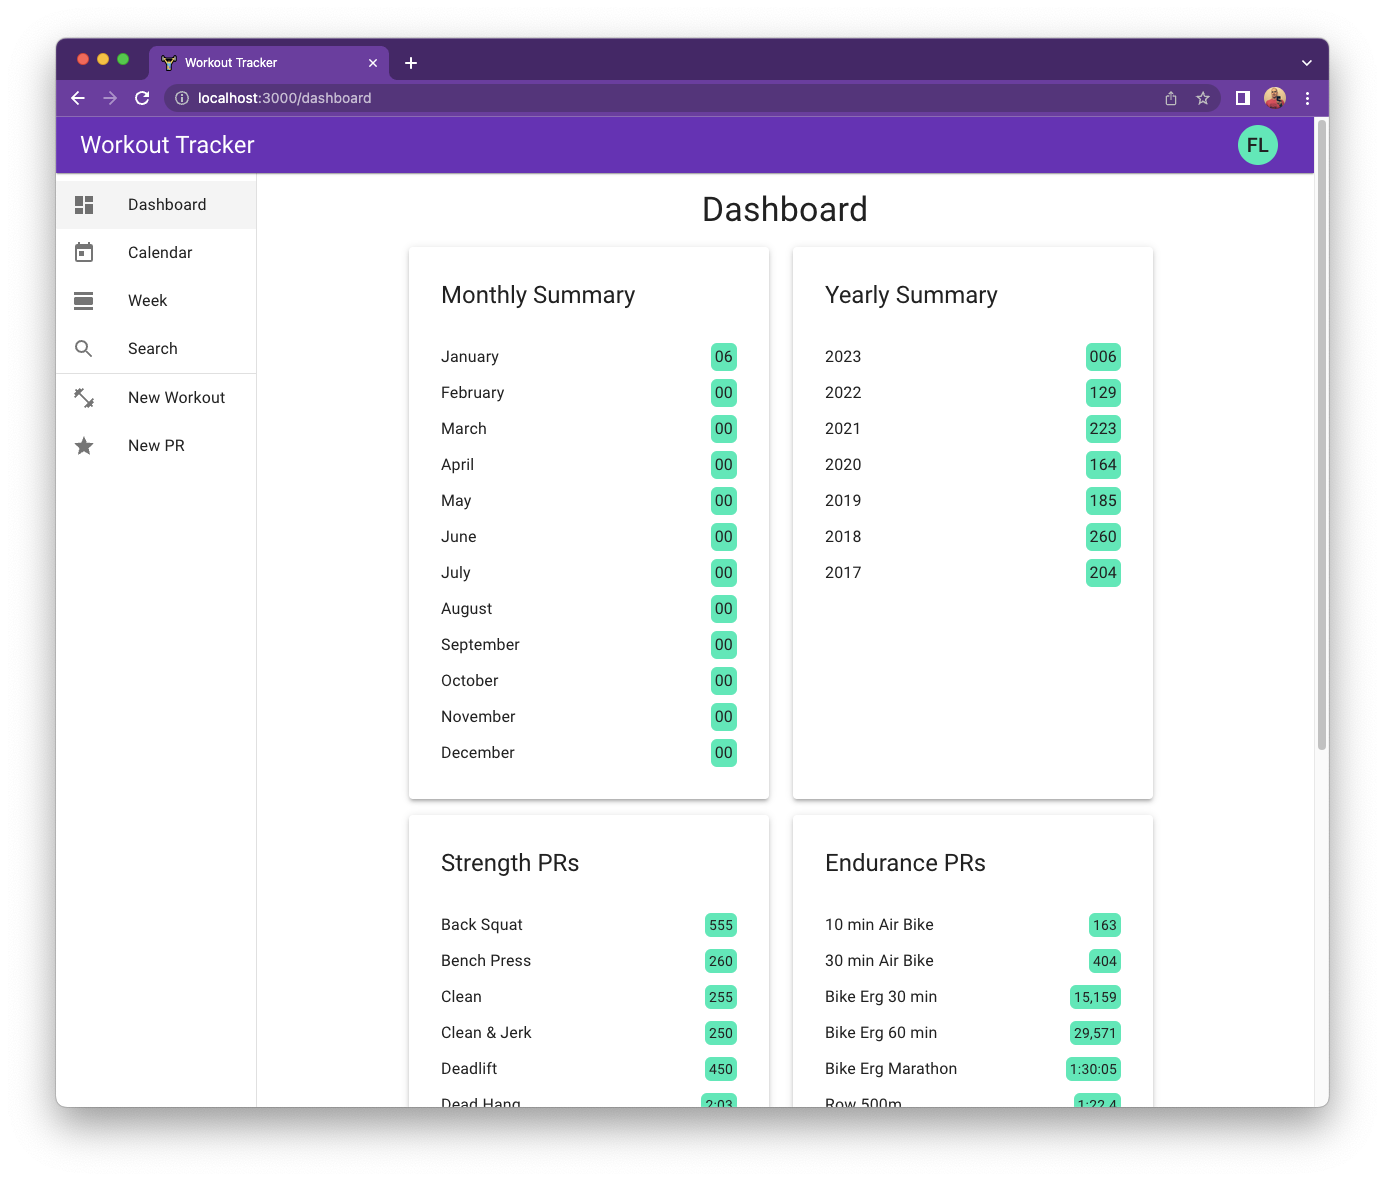 Workout Tracker
localhost:3000/dashboard
Workout Tracker
FL
Dashboard
Calendar
Week
Search
New Workout
New PR
Dashboard
Monthly Summary
January 06
February 00
March 00
April 00
May 00
June 00
July 00
August 00
September 00
October 00
November 00
December 00
Yearly Summary
2023 006
2022 129
2021 223
2020 164
2019 185
2018 260
2017 204
Strength PRs
Back Squat 555
Bench Press 260
Clean 255
Clean & Jerk 250
Deadlift 450
Dead Hang 2:03
Endurance PRs
10 min Air Bike 163
30 min Air Bike 404
Bike Erg 30 min 15,159
Bike Erg 60 min 29,571
Bike Erg Marathon 1:30:05
Row 500m 1:22.4